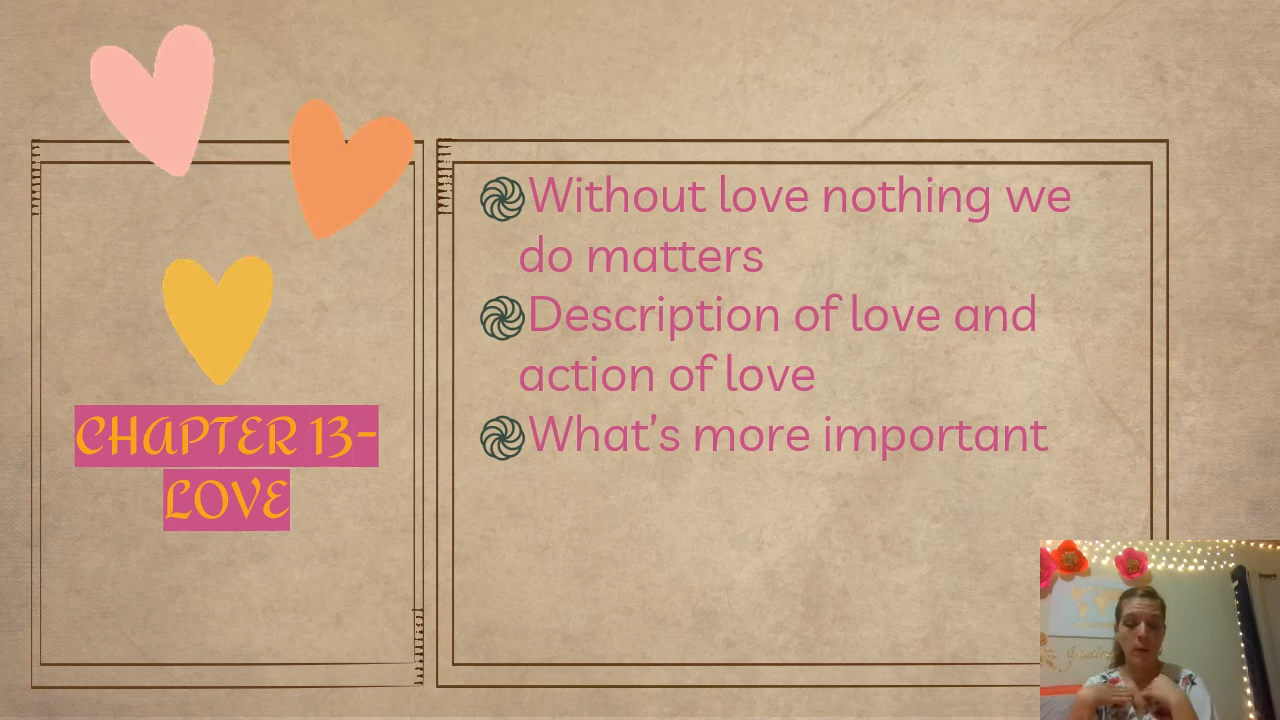 CHAPTER 13-
LOVE
Without love nothing we
do matters
Description of love and
action of love
What's more important